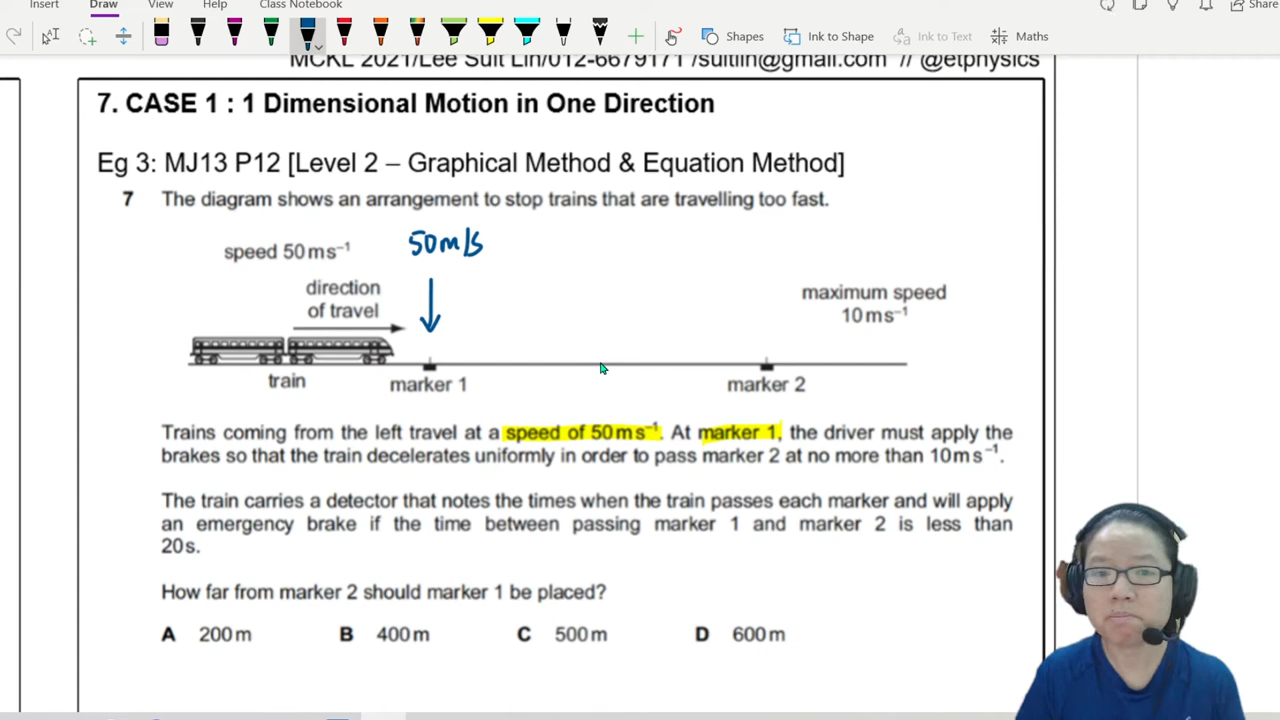 Insert Draw View Help Class Notebook Share
Shapes Ink to Shape Ink to Text Maths
MCKL 2021/Lee Suit Lin/012-6679171 /suitlin@gmail.com // @etphysics
7. CASE 1 : 1 Dimensional Motion in One Direction
Eg 3: MJ13 P12 [Level 2 – Graphical Method & Equation Method]
7 The diagram shows an arrangement to stop trains that are travelling too fast.
50m/s
speed 50 m s⁻¹
direction
of travel
maximum speed
10 m s⁻¹
train marker 1 marker 2
Trains coming from the left travel at a speed of 50 m s⁻¹. At marker 1, the driver must apply the
brakes so that the train decelerates uniformly in order to pass marker 2 at no more than 10 m s⁻¹.
The train carries a detector that notes the times when the train passes each marker and will apply
an emergency brake if the time between passing marker 1 and marker 2 is less than
20 s.
How far from marker 2 should marker 1 be placed?
A 200 m B 400 m C 500 m D 600 m